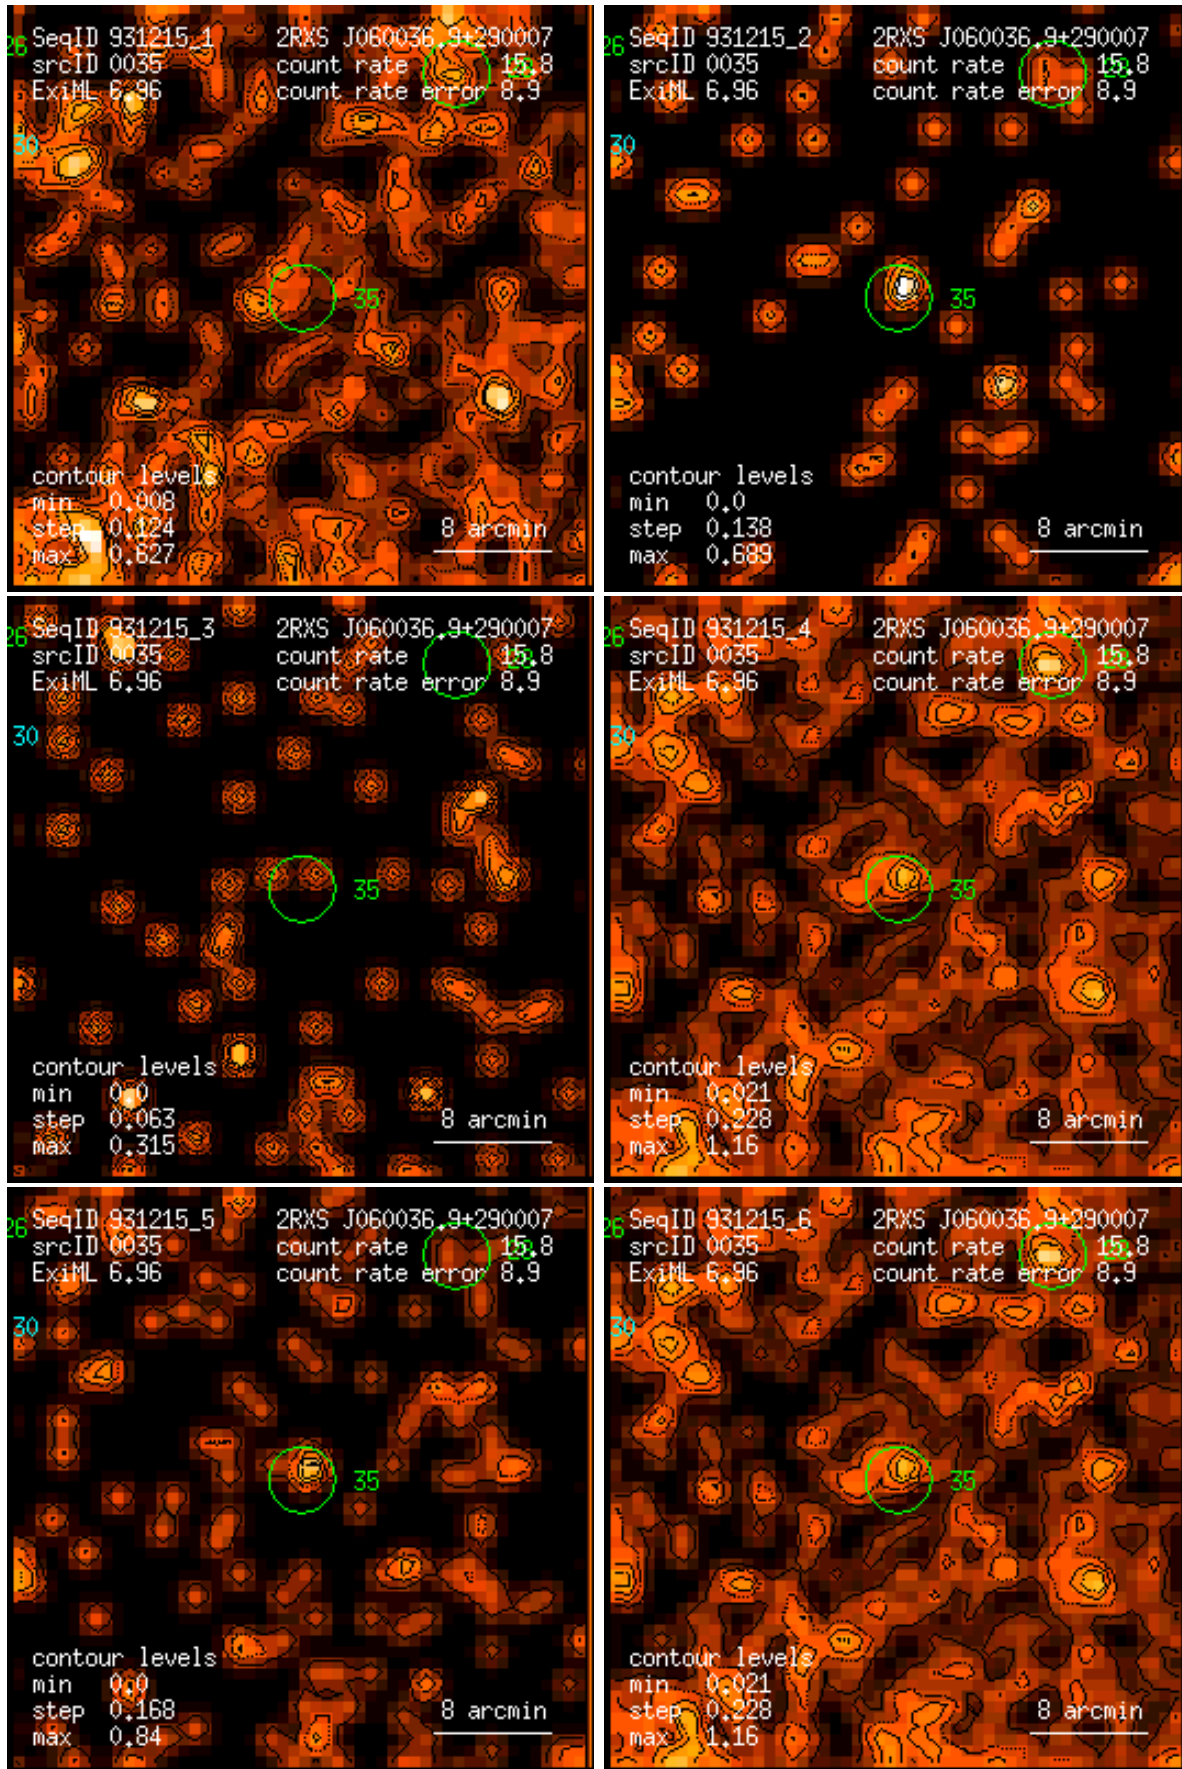 SeqID 931215_1 2RXS J060036.9+290007
26
srcID 0035 count rate 15.8
ExiML 6.96 count rate error 8.9
30
35
contour levels
min 0.008
step 0.124 8 arcmin
max 0.627
SeqID 931215_2 2RXS J060036.9+290007
26
srcID 0035 count rate 15.8
ExiML 6.96 count rate error 8.9
30
35
contour levels
min 0.0
step 0.138 8 arcmin
max 0.689
SeqID 931215_3 2RXS J060036.9+290007
26
srcID 0035 count rate 15.8
ExiML 6.96 count rate error 8.9
30
35
contour levels
min 0.0
step 0.063 8 arcmin
max 0.315
SeqID 931215_4 2RXS J060036.9+290007
26
srcID 0035 count rate 15.8
ExiML 6.96 count rate error 8.9
30
35
contour levels
min 0.021
step 0.228 8 arcmin
max 1.16
SeqID 931215_5 2RXS J060036.9+290007
26
srcID 0035 count rate 15.8
ExiML 6.96 count rate error 8.9
30
35
contour levels
min 0.0
step 0.168 8 arcmin
max 0.84
SeqID 931215_6 2RXS J060036.9+290007
26
srcID 0035 count rate 15.8
ExiML 6.96 count rate error 8.9
30
35
contour levels
min 0.021
step 0.228 8 arcmin
max 1.16